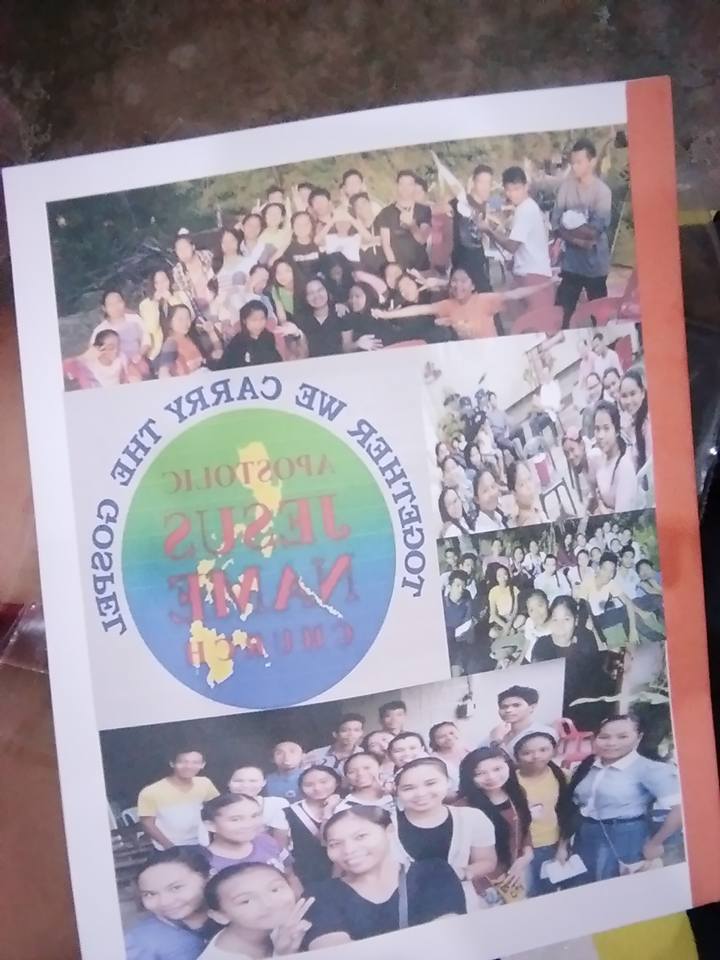 TOGETHER WE CARRY THE GOSPEL
APOSTOLIC
JESUS
NAME
CHURCH